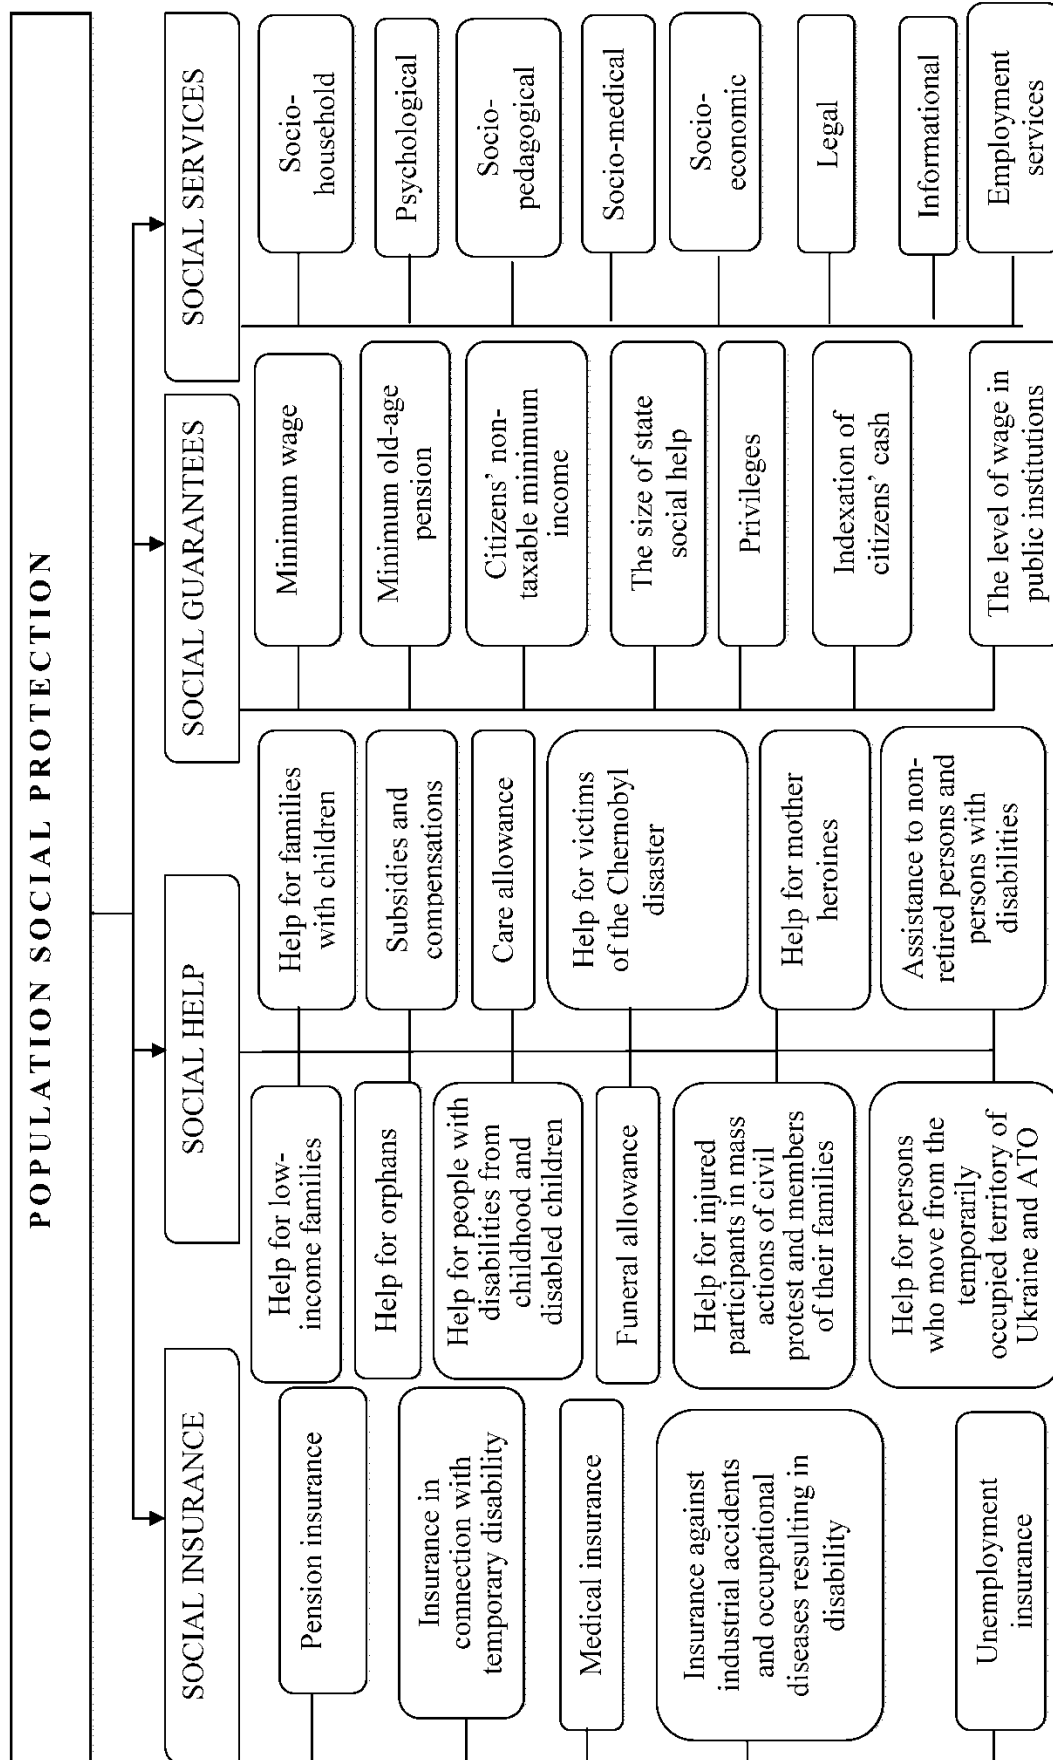 POPULATION SOCIAL PROTECTION
SOCIAL INSURANCE
Pension insurance
Insurance in
connection with
temporary disability
Medical insurance
Insurance against
industrial accidents
and occupational
diseases resulting in
disability
Unemployment
insurance
SOCIAL HELP
Help for low-
income families
Help for orphans
Help for people with
disabilities from
childhood and
disabled children
Funeral allowance
Help for injured
participants in mass
actions of civil
protest and members
of their families
Help for persons
who move from the
temporarily
occupied territory of
Ukraine and ATO
Help for families
with children
Subsidies and
compensations
Care allowance
Help for victims
of the Chernobyl
disaster
Help for mother
heroines
Assistance to non-
retired persons and
persons with
disabilities
SOCIAL GUARANTEES
Minimum wage
Minimum old-age
pension
Citizens’ non-
taxable minimum
income
The size of state
social help
Privileges
Indexation of
citizens’ cash
The level of wage in
public institutions
SOCIAL SERVICES
Socio-
household
Psychological
Socio-
pedagogical
Socio-medical
Socio-
economic
Legal
Informational
Employment
services